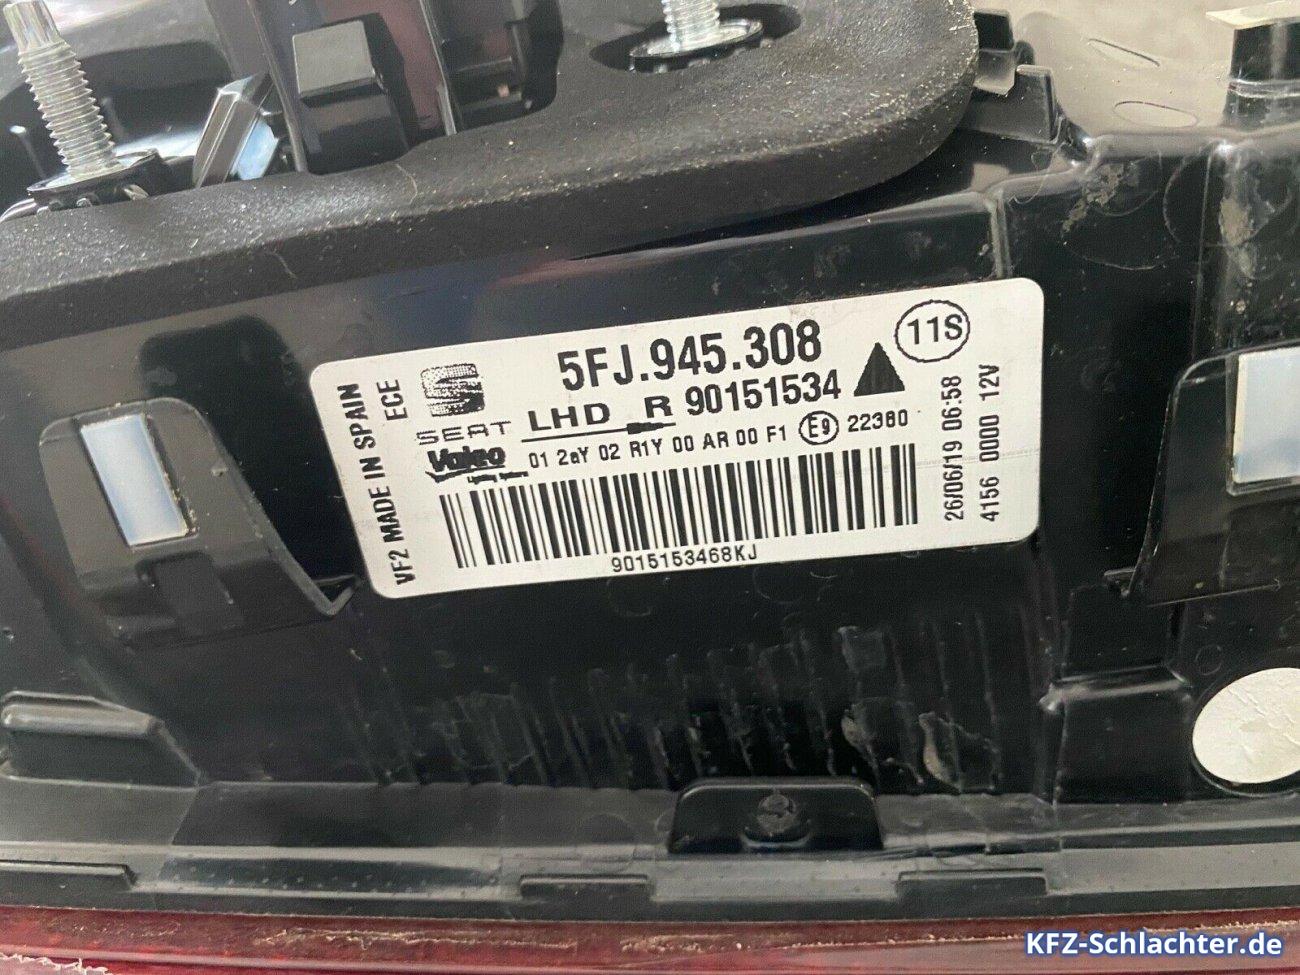 5FJ.945.308
11S
SEAT
LHD R 90151534
Valeo
01 2aY 02 R1Y 00 AR 00 F1 E9 22380
9015153468KJ
VF2 MADE IN SPAIN
ECE
26/06/19 06:58
4156 0000 12V
KFZ-Schlachter.de